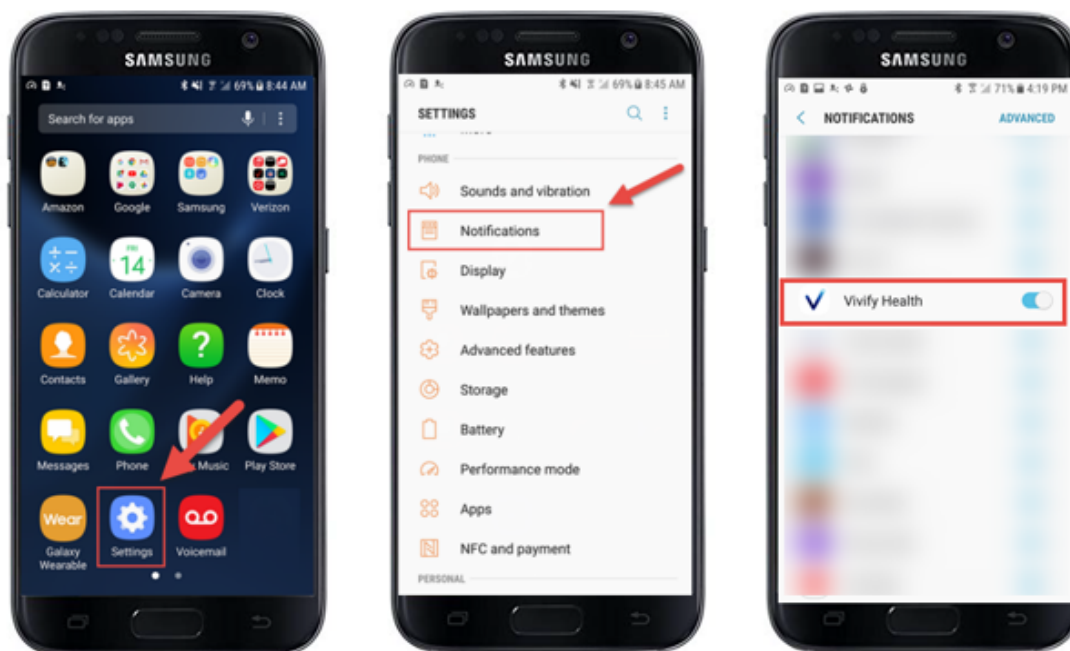 SAMSUNG
69% 8:44 AM
Search for apps
Amazon
Google
Samsung
Verizon
FRI
14
Calculator
Calendar
Camera
Clock
Contacts
Gallery
?
Help
Memo
Messages
Phone
Music
Play Store
Wear
Galaxy
Wearable
Settings
Voicemail
SAMSUNG
69% 8:45 AM
SETTINGS
PHONE
Sounds and vibration
Notifications
Display
Wallpapers and themes
Advanced features
Storage
Battery
Performance mode
Apps
NFC and payment
PERSONAL
SAMSUNG
71% 4:19 PM
NOTIFICATIONS
ADVANCED
Vivify Health